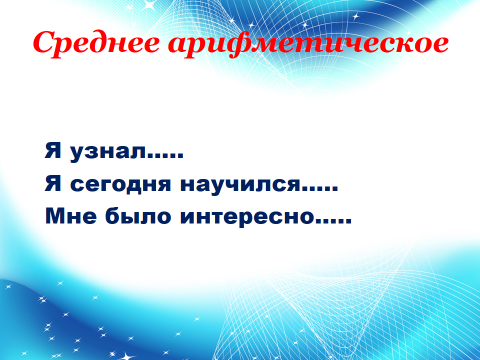 Среднее арифметическое
Я узнал.....
Я сегодня научился.....
Мне было интересно.....